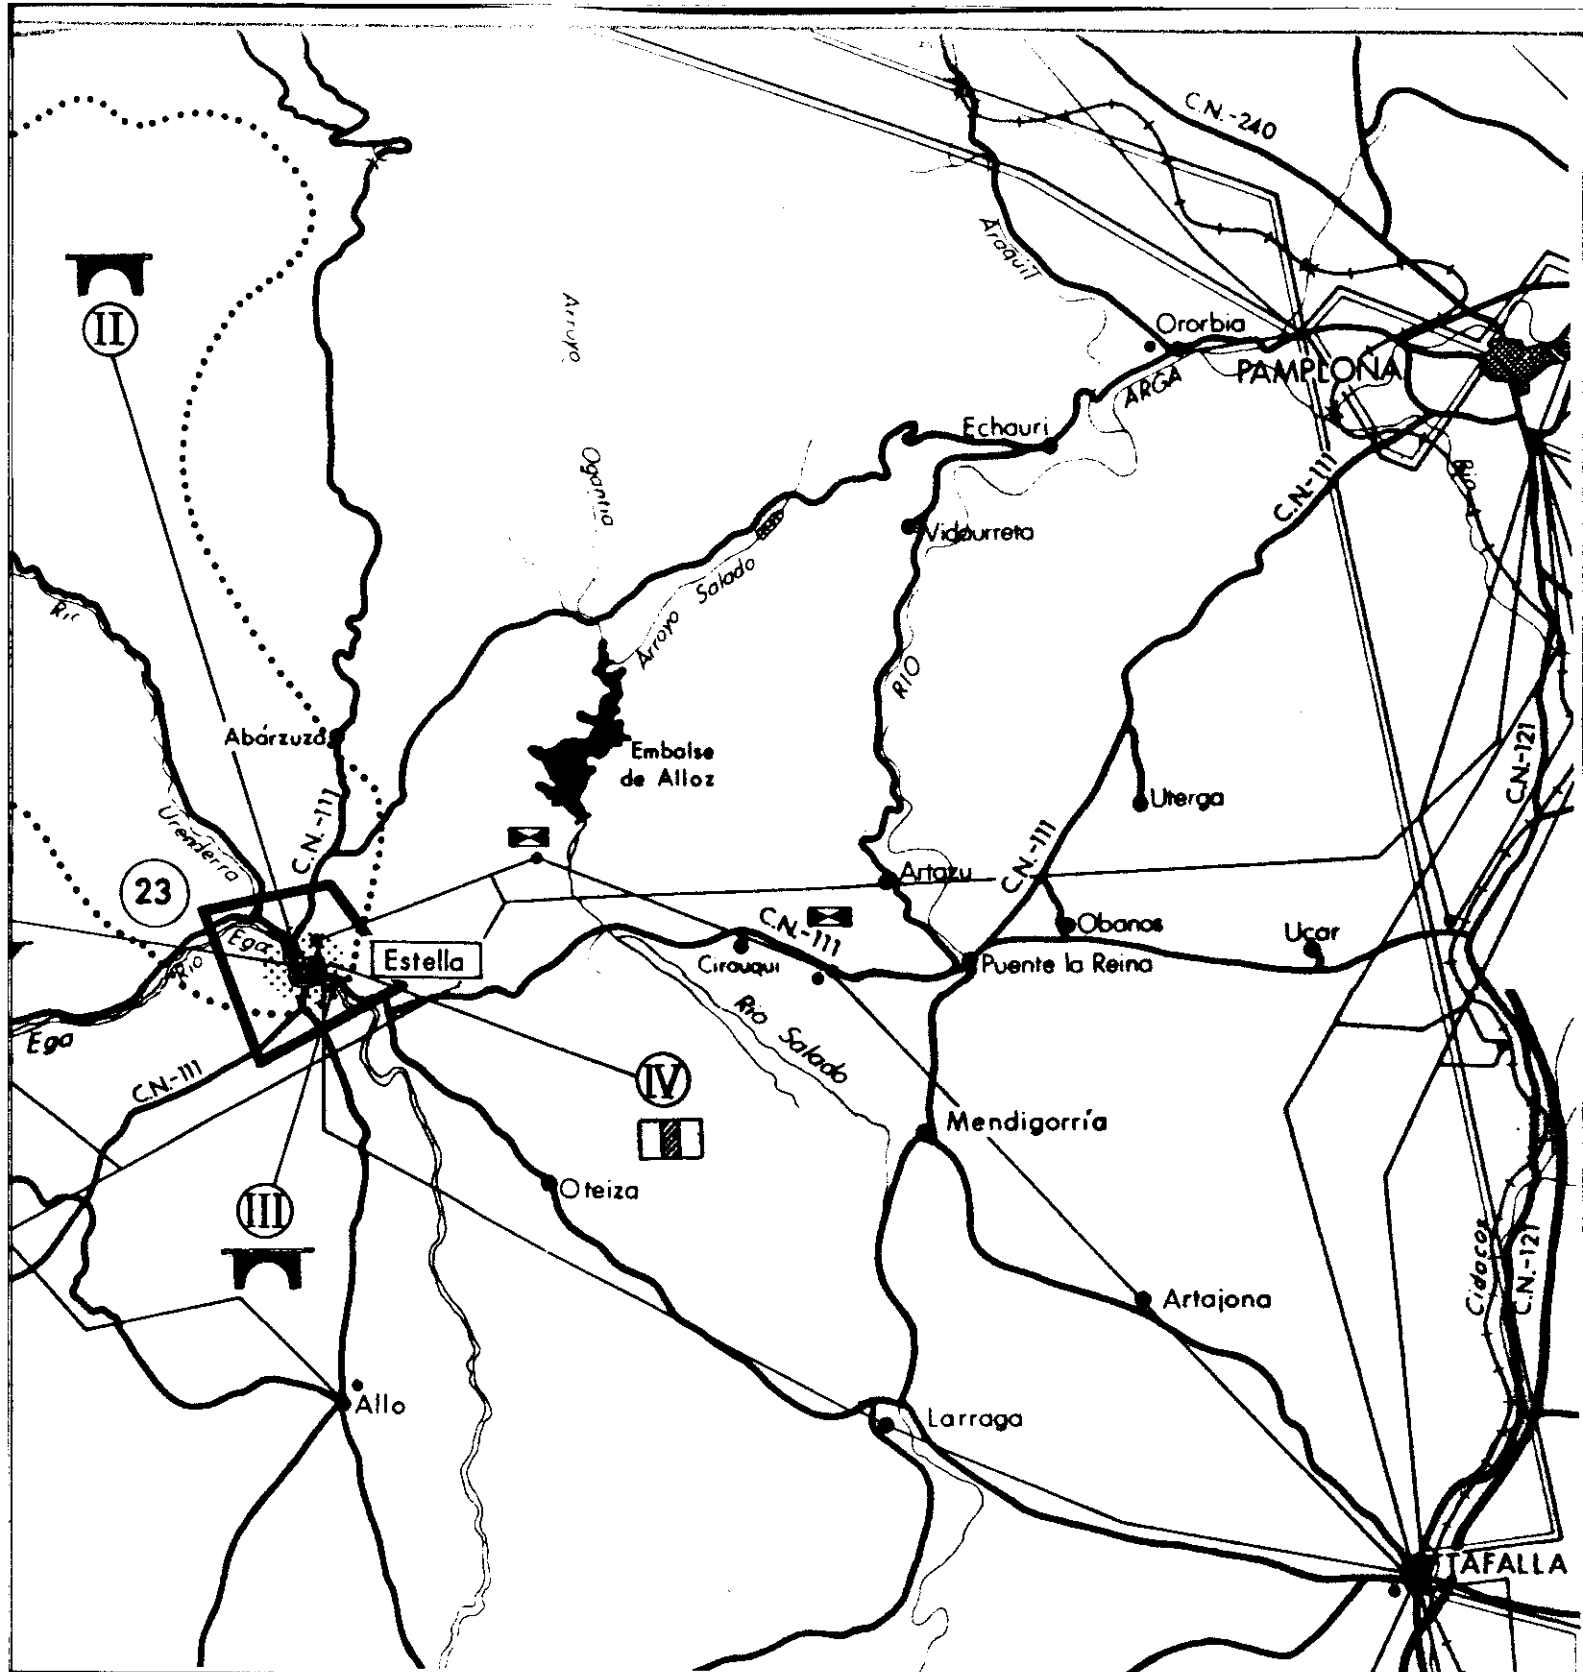 C.N.-240
II
Araquil
Arroyo
Ororbia
PAMPLONA
ARGA
Echauri
Ogantia
C.N.-111
Rio
Vidaurreta
Arroyo Salado
RIO
Abárzuza
Embalse
de Alloz
C.N.-121
Uterga
C.N.-111
Urenderra
C.N.-111
23
Artazu
C.N.-111
Obanos
Ucar
Ega
Rio
Estella
Cirauqui
Puente la Reina
Rio Salado
Ega
C.N.-111
IV
Mendigorría
Oteiza
III
Cidacos
C.N.-121
Artajona
Allo
Larraga
TAFALLA